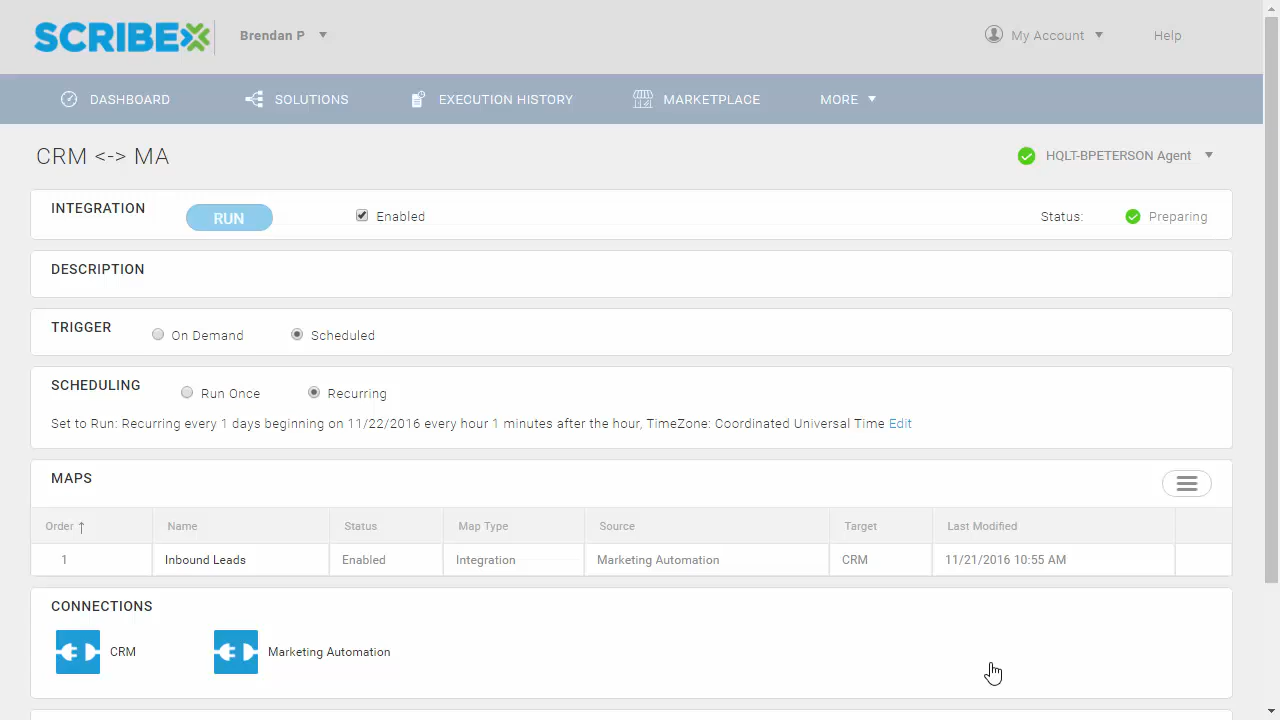 SCRIBE
Brendan P
My Account
Help
DASHBOARD
SOLUTIONS
EXECUTION HISTORY
MARKETPLACE
MORE
CRM <-> MA
HQLT-BPETERSON Agent
INTEGRATION
RUN
Enabled
Status:
Preparing
DESCRIPTION
TRIGGER
On Demand
Scheduled
SCHEDULING
Run Once
Recurring
Set to Run: Recurring every 1 days beginning on 11/22/2016 every hour 1 minutes after the hour, TimeZone: Coordinated Universal Time Edit
MAPS
Order Name Status Map Type Source Target Last Modified
1 Inbound Leads Enabled Integration Marketing Automation CRM 11/21/2016 10:55 AM
CONNECTIONS
CRM
Marketing Automation